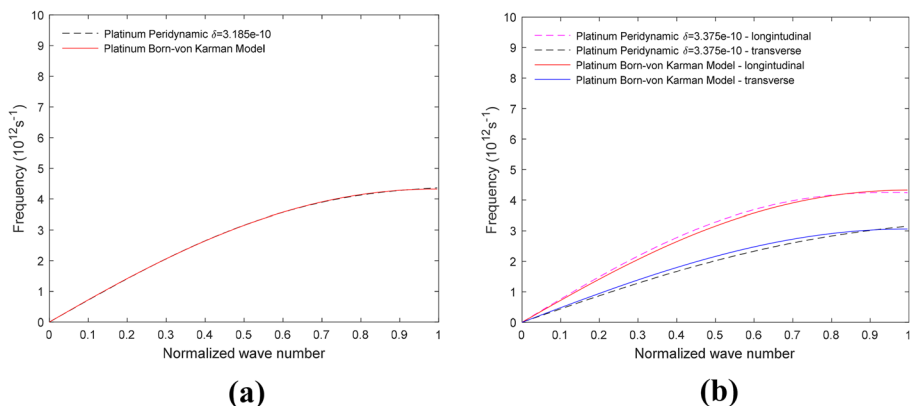 (a)
Platinum Peridynamic δ=3.185e-10
Platinum Born-von Karman Model
Frequency (10^12s^-1)
10
9
8
7
6
5
4
3
2
1
0
0 0.1 0.2 0.3 0.4 0.5 0.6 0.7 0.8 0.9 1
Normalized wave number
(b)
Platinum Peridynamic δ=3.375e-10 - longintudinal
Platinum Peridynamic δ=3.375e-10 - transverse
Platinum Born-von Karman Model - longintudinal
Platinum Born-von Karman Model - transverse
Frequency (10^12s^-1)
10
9
8
7
6
5
4
3
2
1
0
0 0.1 0.2 0.3 0.4 0.5 0.6 0.7 0.8 0.9 1
Normalized wave number
(a)
(b)